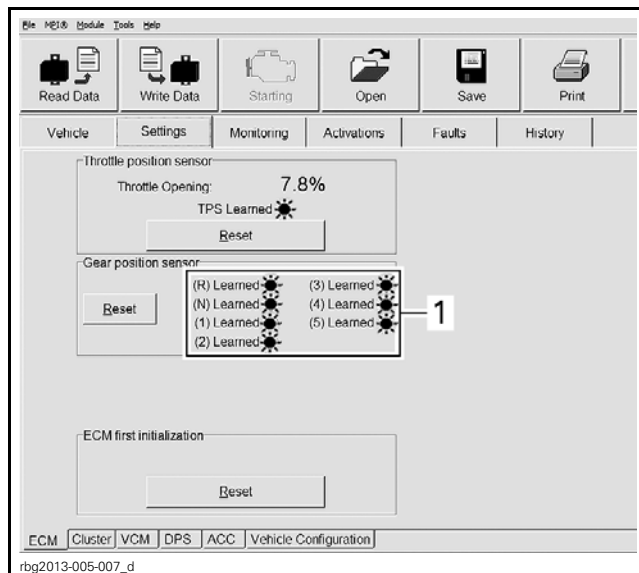 File MPI® Module Tools Help
Read Data Write Data Starting Open Save Print
Vehicle Settings Monitoring Activations Faults History
Throttle position sensor
Throttle Opening: 7.8%
TPS Learned
Reset
Gear position sensor
Reset
(R) Learned (3) Learned
(N) Learned (4) Learned
(1) Learned (5) Learned
(2) Learned
1
ECM first initialization
Reset
ECM Cluster VCM DPS ACC Vehicle Configuration
rbg2013-005-007_d